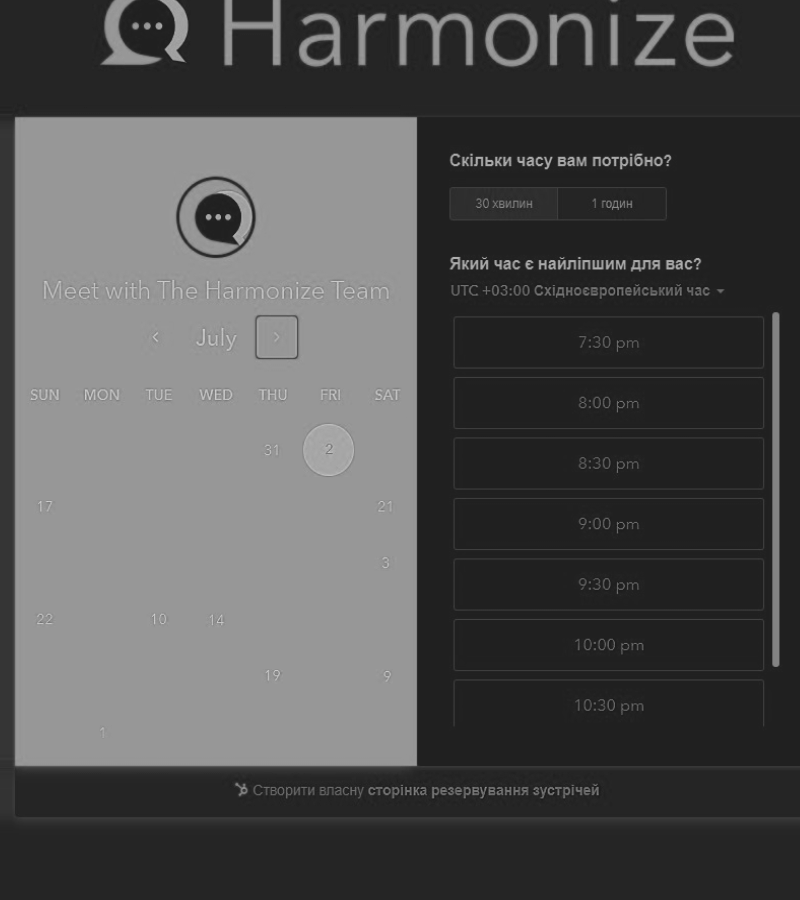 Harmonize
Meet with The Harmonize Team
July
SUN MON TUE WED THU FRI SAT
31 2
17 21
3
22 10 14
19 9
1
Скільки часу вам потрібно?
30 хвилин 1 годин
Який час є найліпшим для вас?
UTC +03:00 Східноєвропейський час
7:30 pm
8:00 pm
8:30 pm
9:00 pm
9:30 pm
10:00 pm
10:30 pm
Створити власну сторінка резервування зустрічей